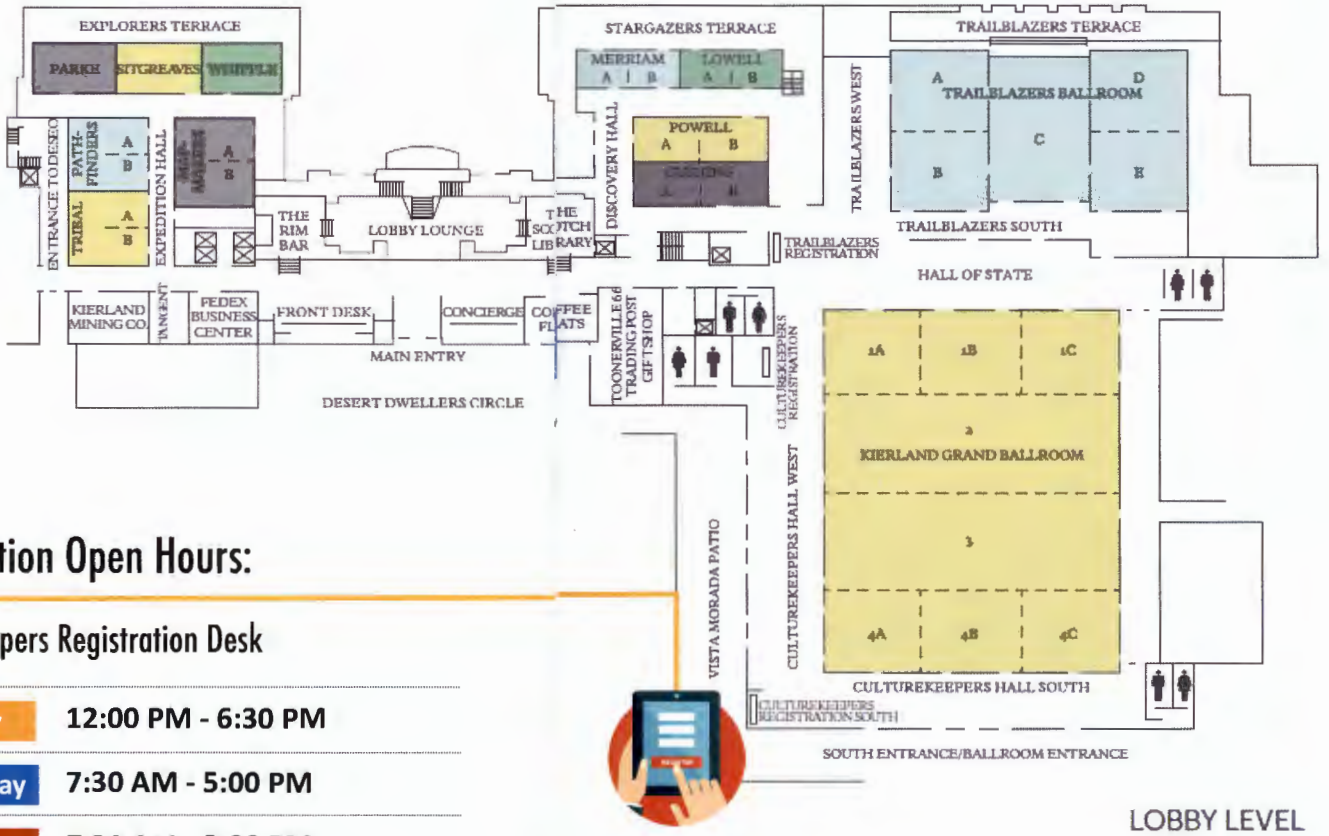 EXPLORERS TERRACE
STARGAZERS TERRACE
TRAILBLAZERS TERRACE
PARKE
SITGREAVES
WHIPPLE
MERRIAM
A | B
LOWELL
A | B
A
D
TRAILBLAZERS BALLROOM
C
B
E
TRAILBLAZERS WEST
ENTRANCE TO DESEO
PATH-
FINDERS
A
B
EXPEDITION HALL
A
B
TRIBAL
A
B
THE
RIM
BAR
LOBBY LOUNGE
DISCOVERY HALL
POWELL
A | B
TRAILBLAZERS SOUTH
TRAILBLAZERS
REGISTRATION
HALL OF STATE
KIERLAND
MINING CO.
TANGENT
FEDEX
BUSINESS
CENTER
FRONT DESK
CONCIERGE
COFFEE
FLATS
MAIN ENTRY
DESERT DWELLERS CIRCLE
TOONERVILLE 66
TRADING POST
GIFTSHOP
CULTUREKEEPERS
REGISTRATION
1A
1B
1C
2
KIERLAND GRAND BALLROOM
3
4A
4B
4C
CULTUREKEEPERS HALL WEST
VISTA MORADA PATIO
CULTUREKEEPERS HALL SOUTH
CULTUREKEEPERS
REGISTRATION SOUTH
SOUTH ENTRANCE/BALLROOM ENTRANCE
LOBBY LEVEL
tion Open Hours:
pers Registration Desk
12:00 PM - 6:30 PM
ay 7:30 AM - 5:00 PM
REGISTER